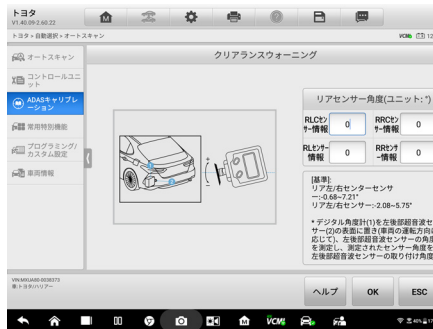 トヨタ
V1.40.09-2.60.22
トヨタ > 自動選択 > オートスキャン
VCMI
12
オートスキャン
コントロールユニ
ット
ADASキャリブレ
ーション
常用特別機能
プログラミング/
カスタム設定
車両情報
クリアランスウォーニング
リアセンサー角度(ユニット: °)
RLCセン
サー情報
0
RRCセン
サー情報
0
RLセンサー
情報
0
RRセンサ
ー情報
0
[基準]:
リア左/右センターセンサ
ー:-0.68~7.21°
リア左/右センサー:-2.08~5.75°
* デジタル角度計(1)を左後部超音波セ
サー(2)の表面に置き(車両の運転方向に
応じて)、左後部超音波センサーの角度
を測定し、測定されたセンサー角度を
左後部超音波センサーの取り付け角度
VIN:MXUA80-0038373
車:トヨタ/ハリアー
ヘルプ
OK
ESC
VCMI